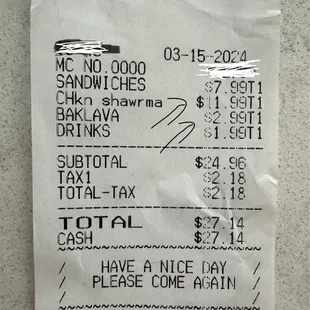 03-15-2024
MC NO.0000
SANDWICHES $7.99T1
CHkn shawrma $11.99T1
BAKLAVA $2.99T1
DRINKS $1.99T1
SUBTOTAL $24.96
TAX1 $2.18
TOTAL-TAX $2.18
TOTAL $27.14
CASH $27.14
HAVE A NICE DAY
PLEASE COME AGAIN